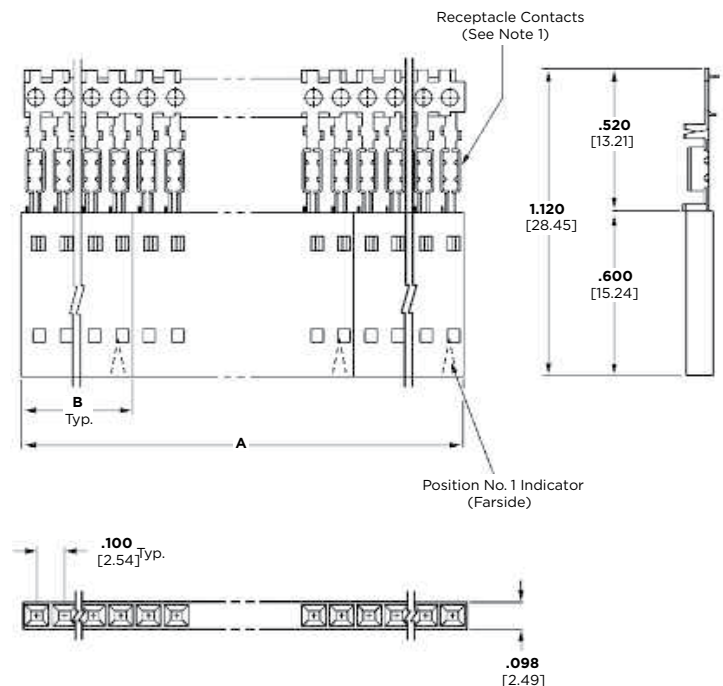 Receptacle Contacts
(See Note 1)
.520
[13.21]
1.120
[28.45]
.600
[15.24]
B
Typ.
A
Position No. 1 Indicator
(Farside)
.100
[2.54] Typ.
.098
[2.49]